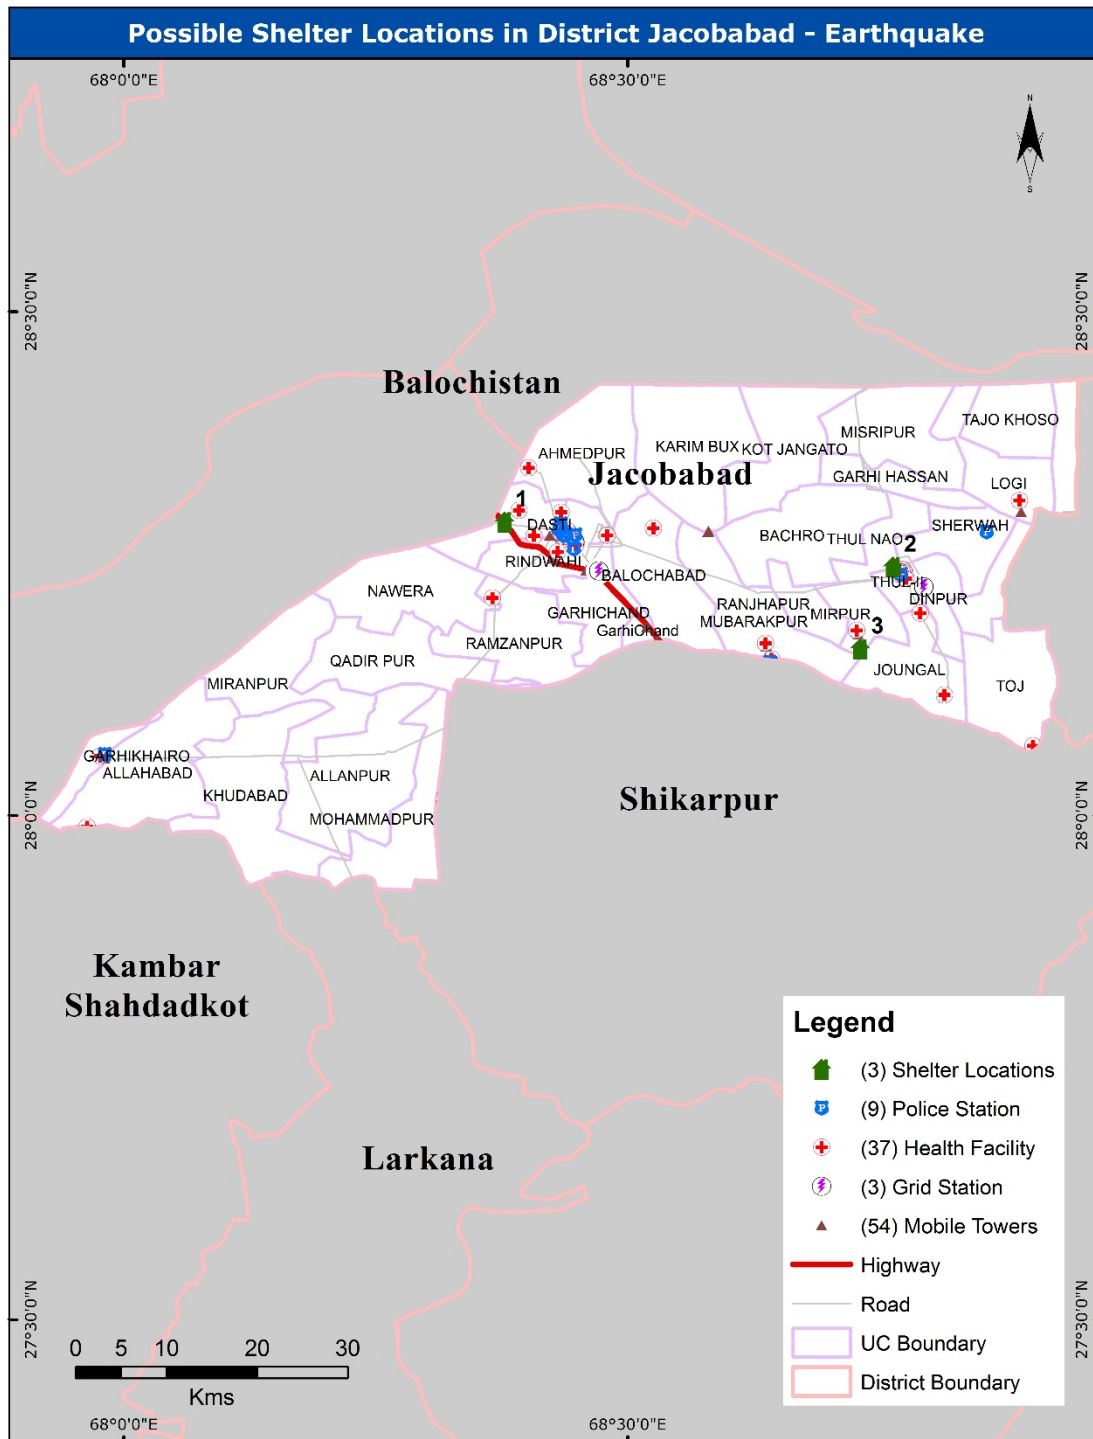 Possible Shelter Locations in District Jacobabad - Earthquake
68°0'0"E
68°30'0"E
N
S
28°30'0"N
28°30'0"N
Balochistan
TAJO KHOSO
MISRIPUR
KARIM BUX
KOT JANGATO
AHMEDPUR
Jacobabad
GARHI HASSAN
LOGI
1
DASTI
SHERWAH
BACHRO
THUL NAO
2
RINDWAHI
BALOCHABAD
THUL-II
NAWERA
DINPUR
GARHICHAND
RANJHAPUR
MIRPUR
MUBARAKPUR
GarhiChand
3
RAMZANPUR
QADIR PUR
JOUNGAL
MIRANPUR
TOJ
GARHIKHAIRO
ALLAHABAD
ALLANPUR
KHUDABAD
MOHAMMADPUR
Shikarpur
28°0'0"N
28°0'0"N
Kambar
Shahdadkot
Larkana
Legend
(3) Shelter Locations
P
(9) Police Station
(37) Health Facility
(3) Grid Station
(54) Mobile Towers
Highway
Road
UC Boundary
District Boundary
27°30'0"N
27°30'0"N
0 5 10 20 30
Kms
68°0'0"E
68°30'0"E